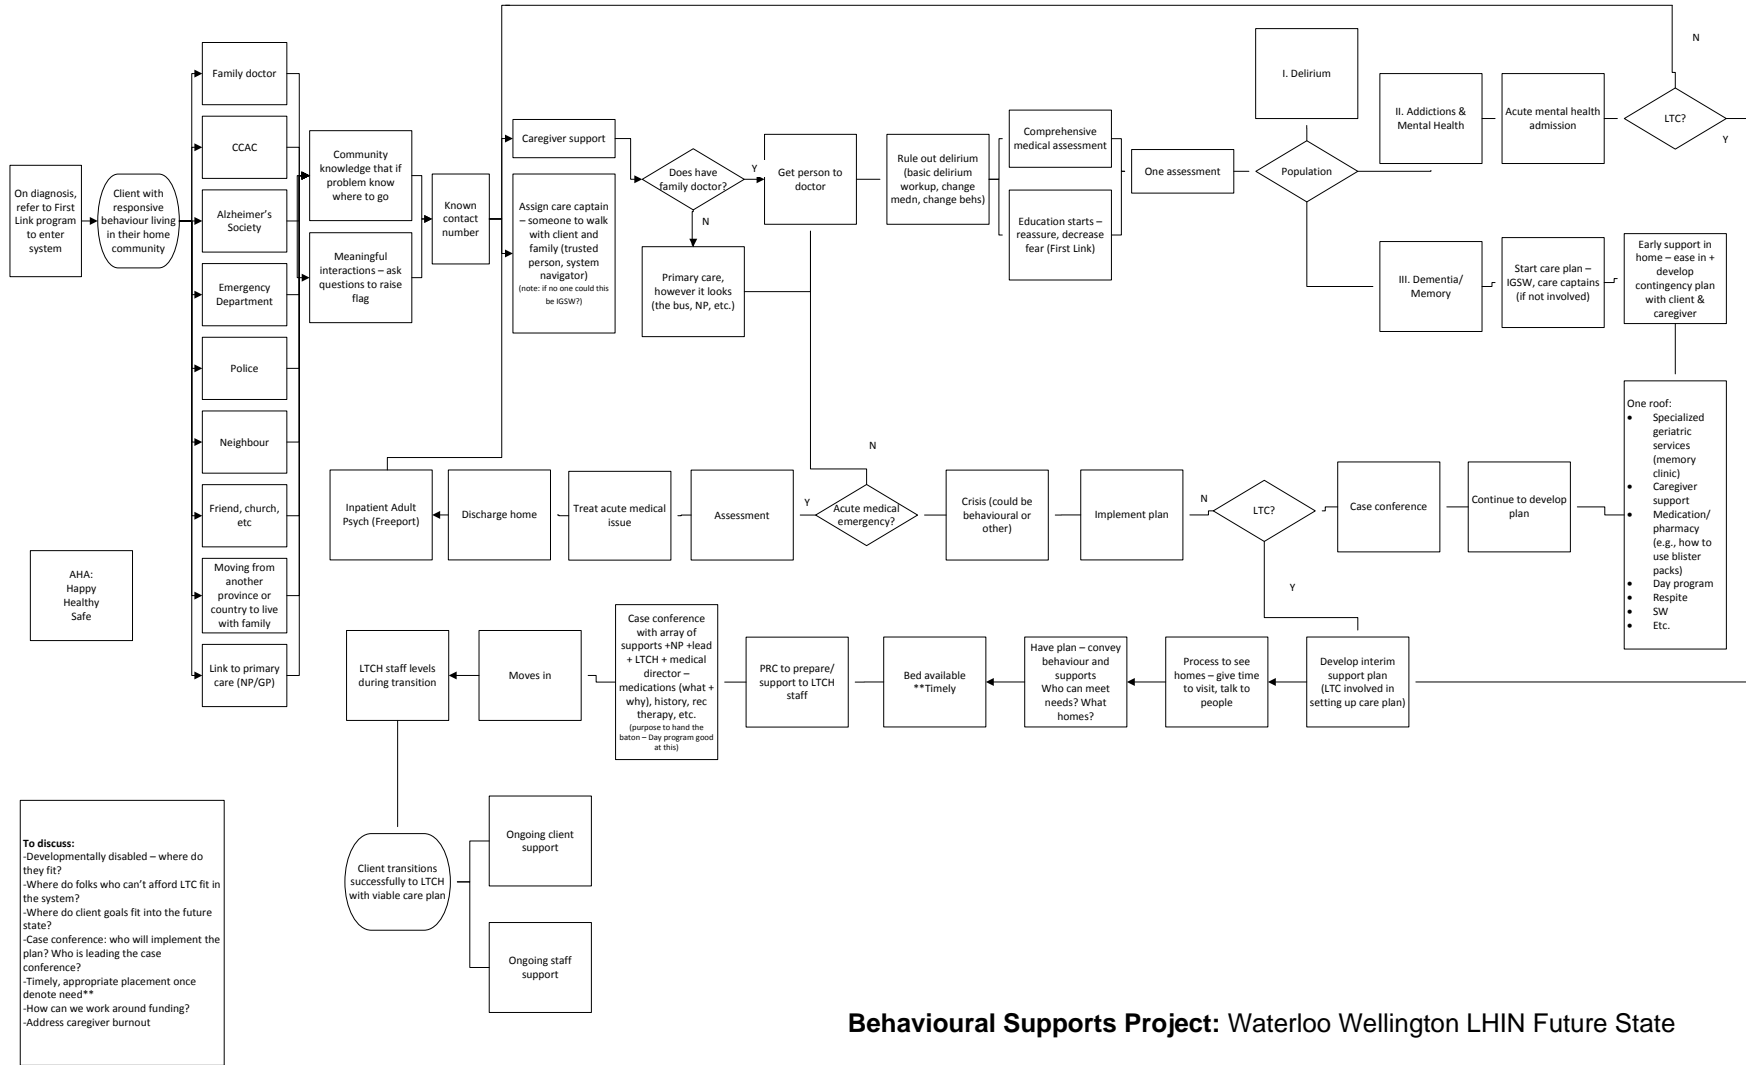 On diagnosis,
refer to First
Link program
to enter
system
Client with
responsive
behaviour living
in their home
community
Family doctor
CCAC
Alzheimer's
Society
Emergency
Department
Police
Neighbour
Friend, church,
etc
Moving from
another
province or
country to live
with family
Link to primary
care (NP/GP)
Community
knowledge that if
problem know
where to go
Meaningful
interactions – ask
questions to raise
flag
Known
contact
number
Caregiver support
Assign care captain
– someone to walk
with client and
family (trusted
person, system
navigator)
(note: if no one could this
be IGSW?)
Does have
family doctor?
Y
N
Get person to
doctor
Primary care,
however it looks
(the bus, NP, etc.)
Rule out delirium
(basic delirium
workup, change
medn, change behs)
Comprehensive
medical assessment
Education starts –
reassure, decrease
fear (First Link)
One assessment
Population
I. Delirium
II. Addictions &
Mental Health
Acute mental health
admission
LTC?
N
Y
III. Dementia/
Memory
Start care plan –
IGSW, care captains
(if not involved)
Early support in
home – ease in +
develop
contingency plan
with client &
caregiver
One roof:
• Specialized
geriatric
services
(memory
clinic)
• Caregiver
support
• Medication/
pharmacy
(e.g., how to
use blister
packs)
• Day program
• Respite
• SW
• Etc.
Continue to develop
plan
Case conference
LTC?
N
Y
Implement plan
Crisis (could be
behavioural or
other)
Acute medical
emergency?
N
Y
Assessment
Treat acute medical
issue
Discharge home
Inpatient Adult
Psych (Freeport)
Develop interim
support plan
(LTC involved in
setting up care plan)
Process to see
homes – give time
to visit, talk to
people
Have plan – convey
behaviour and
supports
Who can meet
needs? What
homes?
Bed available
**Timely
PRC to prepare/
support to LTCH
staff
Case conference
with array of
supports +NP +lead
+ LTCH + medical
director –
medications (what +
why), history, rec
therapy, etc.
(purpose to hand the
baton – Day program good
at this)
Moves in
LTCH staff levels
during transition
Client transitions
successfully to LTCH
with viable care plan
Ongoing client
support
Ongoing staff
support
AHA:
Happy
Healthy
Safe
To discuss:
-Developmentally disabled – where do
they fit?
-Where do folks who can't afford LTC fit in
the system?
-Where do client goals fit into the future
state?
-Case conference: who will implement the
plan? Who is leading the case
conference?
-Timely, appropriate placement once
denote need**
-How can we work around funding?
-Address caregiver burnout
Behavioural Supports Project: Waterloo Wellington LHIN Future State